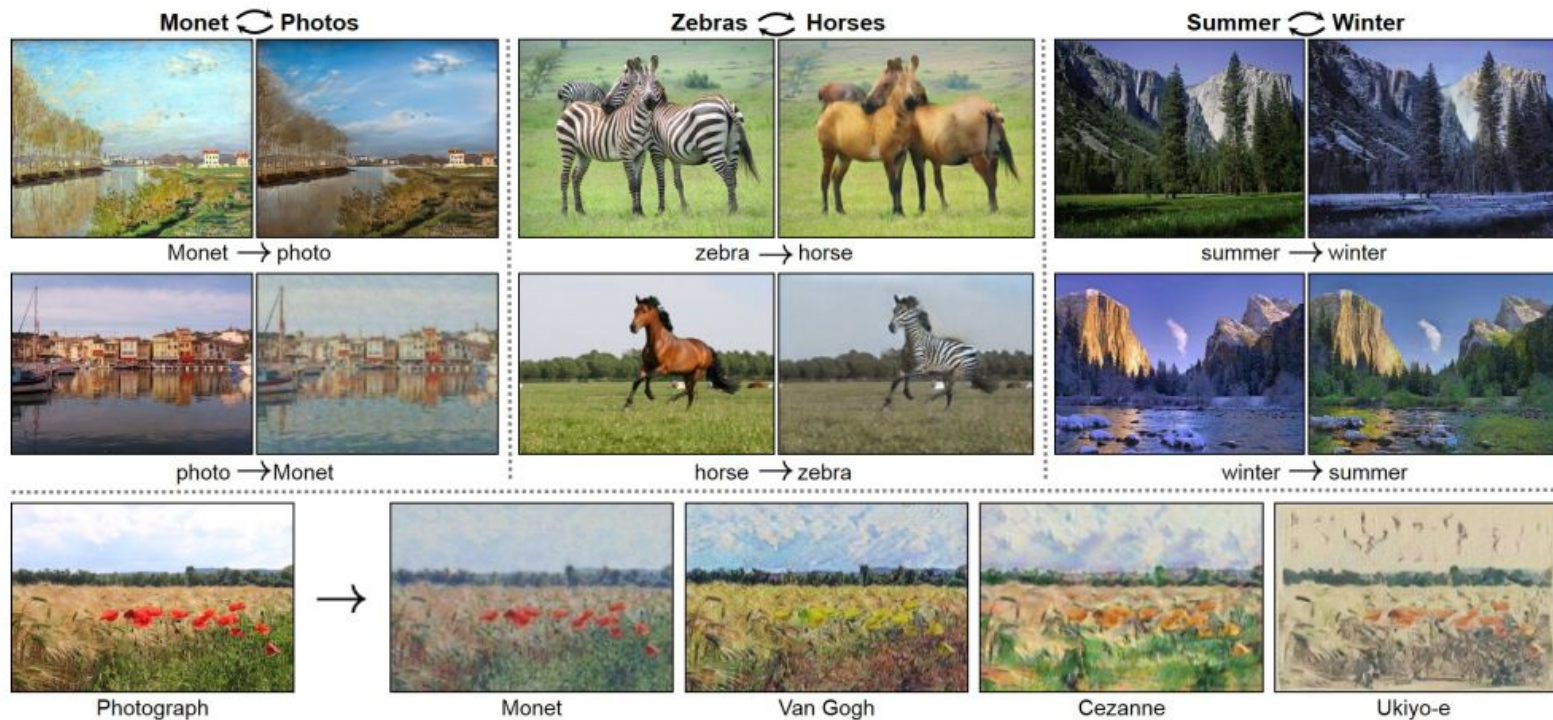 Monet Photos
Zebras Horses
Summer Winter
Monet → photo
zebra → horse
summer → winter
photo → Monet
horse → zebra
winter → summer
Photograph
Monet
Van Gogh
Cezanne
Ukiyo-e